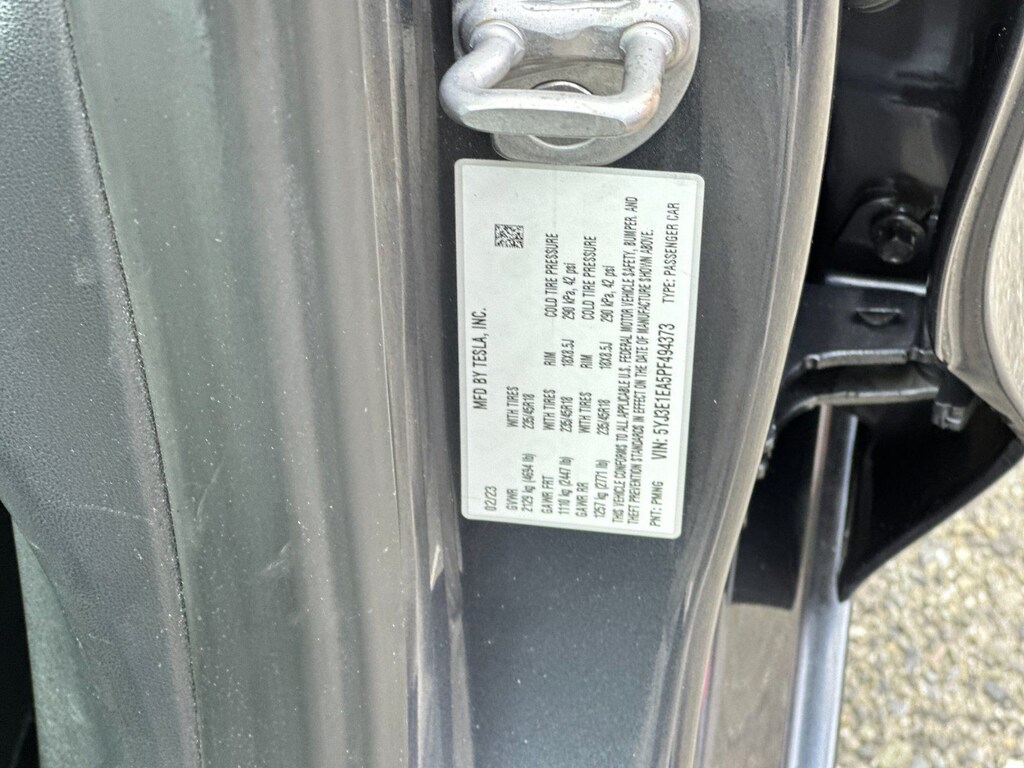 MFD BY TESLA, INC.
02/23
GVWR WITH TIRES RIM COLD TIRE PRESSURE
2129 kg (4694 lb) 235/45R18 18X8.5J 290 kPa, 42 psi
GAWR FRT WITH TIRES RIM COLD TIRE PRESSURE
1110 kg (2447 lb) 235/45R18 18X8.5J 290 kPa, 42 psi
GAWR RR WITH TIRES
1257 kg (2771 lb) 235/45R18
THIS VEHICLE CONFORMS TO ALL APPLICABLE U.S. FEDERAL MOTOR VEHICLE SAFETY, BUMPER, AND
THEFT PREVENTION STANDARDS IN EFFECT ON THE DATE OF MANUFACTURE SHOWN ABOVE.
PNT: PMNG VIN: 5YJ3E1EA5PF494373 TYPE: PASSENGER CAR